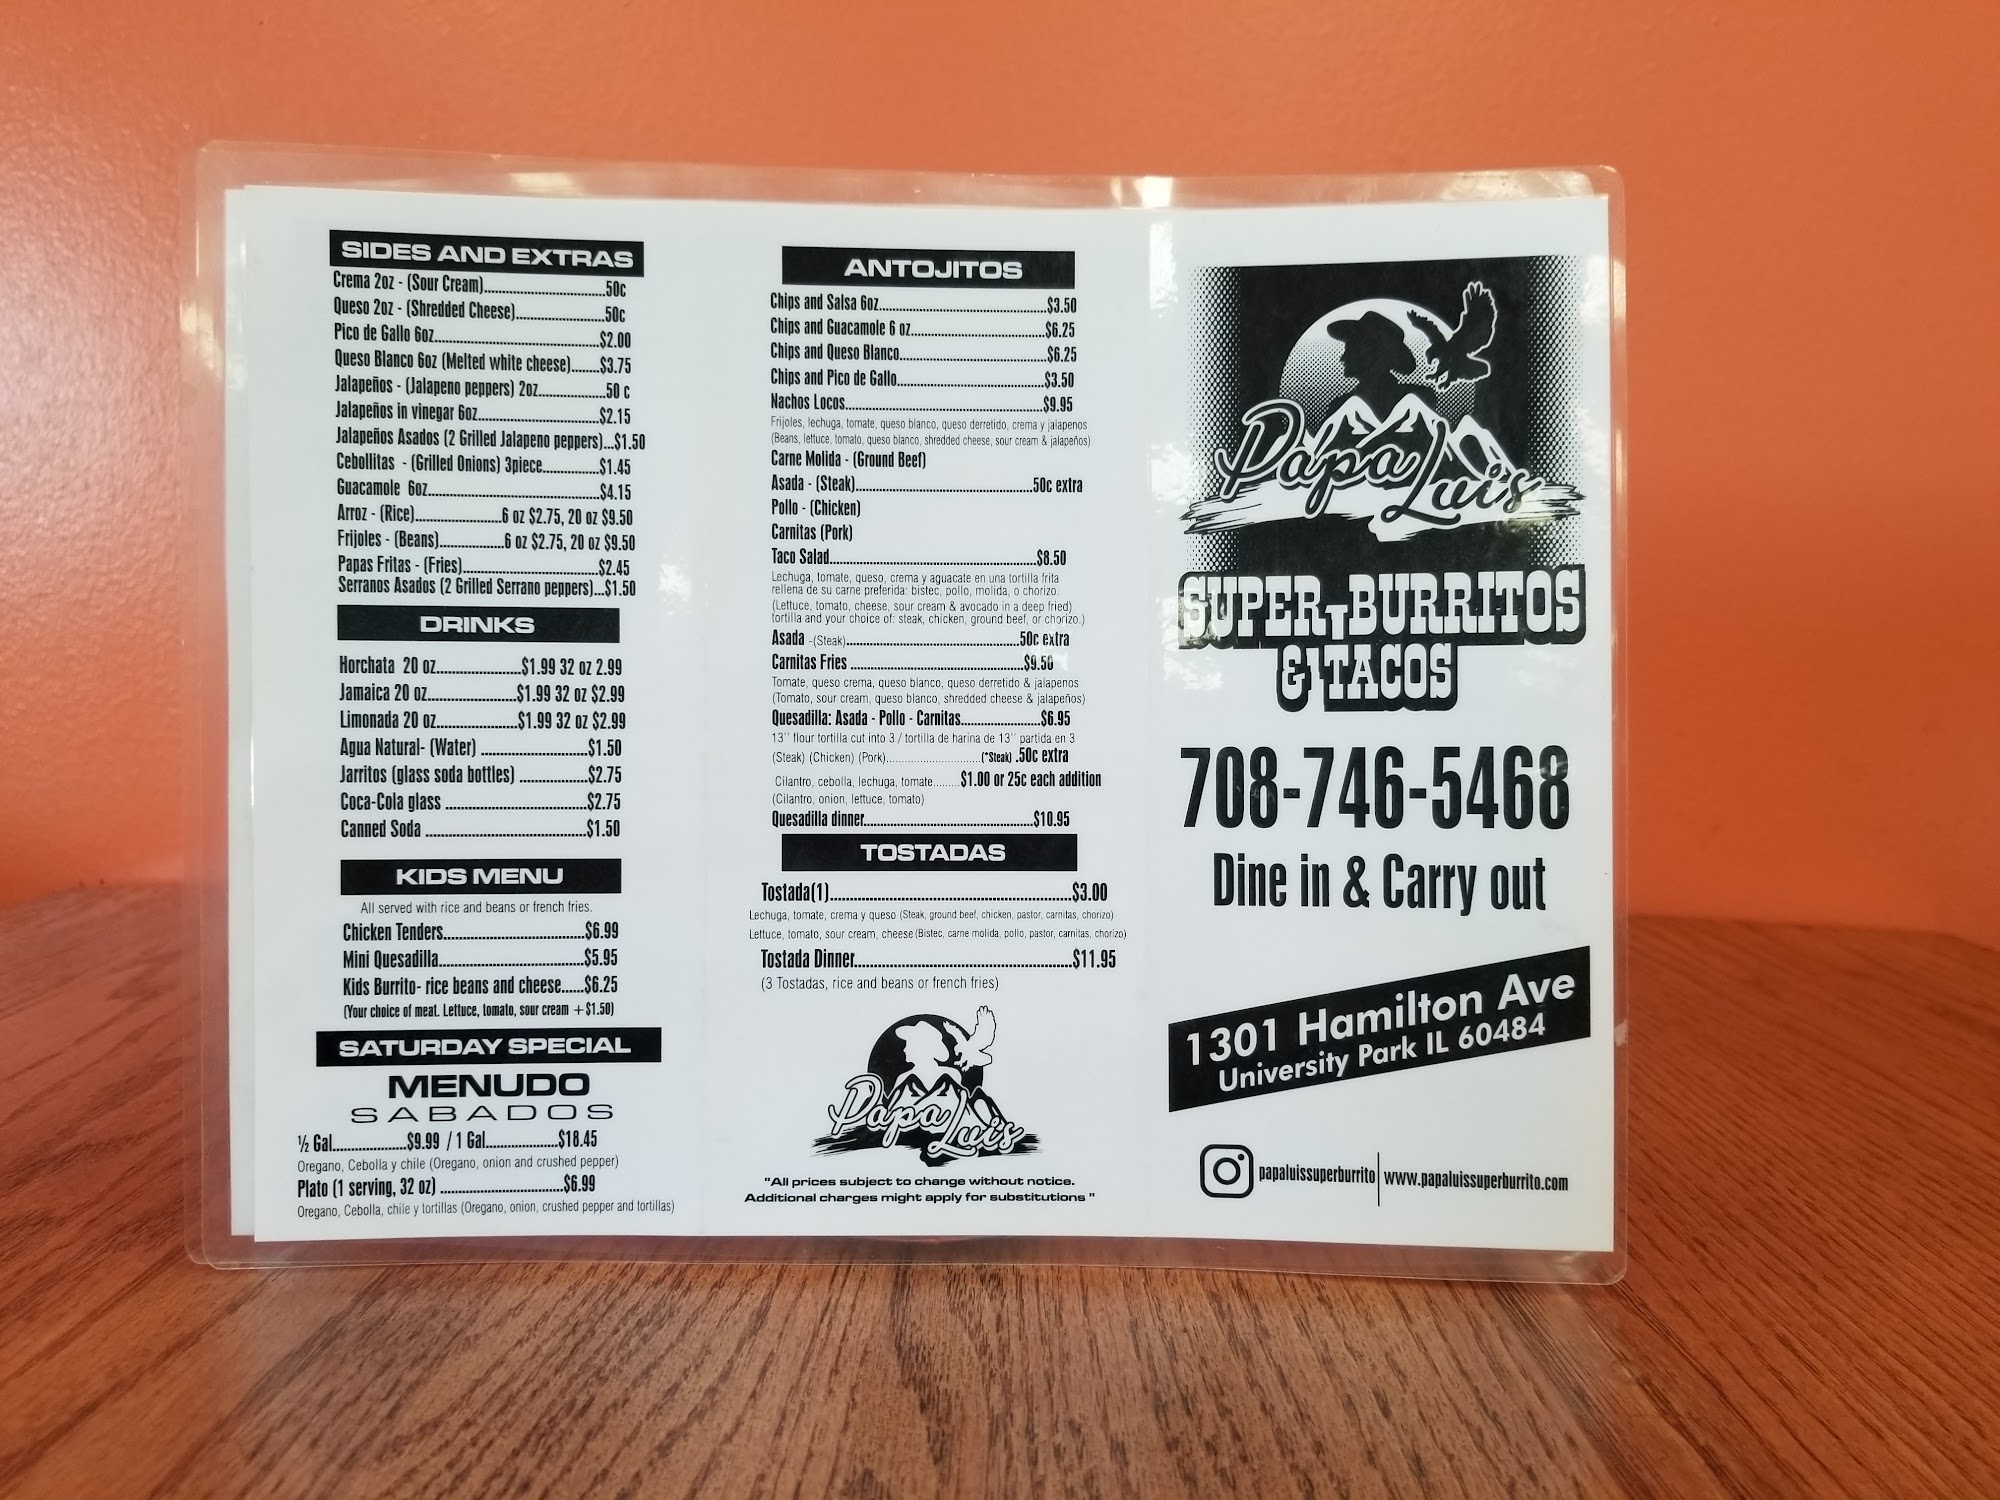 SIDES AND EXTRAS
Crema 2oz - (Sour Cream)..............................50c
Queso 2oz - (Shredded Cheese)......................50c
Pico de Gallo 6oz.........................................$2.00
Queso Blanco 6oz (Melted white cheese).......$3.75
Jalapeños - (Jalapeno peppers) 2oz.................50 c
Jalapeños in vinegar 6oz..............................$2.15
Jalapeños Asados (2 Grilled Jalapeno peppers)...$1.50
Cebollitas - (Grilled Onions) 3piece..............$1.45
Guacamole 6oz...........................................$4.15
Arroz - (Rice)......................6 oz $2.75, 20 oz $9.50
Frijoles - (Beans)................6 oz $2.75, 20 oz $9.50
Papas Fritas - (Fries)..................................$2.45
Serranos Asados (2 Grilled Serrano peppers)...$1.50
DRINKS
Horchata 20 oz.....................$1.99 32 oz 2.99
Jamaica 20 oz......................$1.99 32 oz $2.99
Limonada 20 oz....................$1.99 32 oz $2.99
Agua Natural- (Water) ..........................$1.50
Jarritos (glass soda bottles) .................$2.75
Coca-Cola glass ...................................$2.75
Canned Soda ........................................$1.50
KIDS MENU
All served with rice and beans or french fries.
Chicken Tenders...................................$6.99
Mini Quesadilla....................................$5.95
Kids Burrito- rice beans and cheese......$6.25
(Your choice of meat. Lettuce, tomato, sour cream +$1.50)
SATURDAY SPECIAL
MENUDO
SABADOS
½ Gal...................$9.99 / 1 Gal..................$18.45
Oregano, Cebolla y chile (Oregano, onion and crushed pepper)
Plato (1 serving, 32 oz) ..............................$6.99
Oregano, Cebolla, chile y tortillas (Oregano, onion, crushed pepper and tortillas)
ANTOJITOS
Chips and Salsa 6oz.........................................$3.50
Chips and Guacamole 6 oz.................................$6.25
Chips and Queso Blanco....................................$6.25
Chips and Pico de Gallo....................................$3.50
Nachos Locos.................................................$9.95
Frijoles, lechuga, tomate, queso blanco, queso derretido, crema y jalapenos
(Beans, lettuce, tomato, queso blanco, shredded cheese, sour cream & jalapeños)
Carne Molida - (Ground Beef)
Asada - (Steak)...........................................50c extra
Pollo - (Chicken)
Carnitas (Pork)
Taco Salad...................................................$8.50
Lechuga, tomate, queso, crema y aguacate en una tortilla frita
rellena de su carne preferida: bistec, pollo, molida, o chorizo.
(Lettuce, tomato, cheese, sour cream & avocado in a deep fried)
tortilla and your choice of: steak, chicken, ground beef, or chorizo.)
Asada -(Steak)...........................................50c extra
Carnitas Fries ...........................................$9.50
Tomate, queso crema, queso blanco, queso derretido & jalapenos
(Tomato, sour cream, queso blanco, shredded cheese & jalapeños)
Quesadilla: Asada - Pollo - Carnitas....................$6.95
13'' flour tortilla cut into 3 / tortilla de harina de 13'' partida en 3
(Steak) (Chicken) (Pork)..............................(*Steak) .50c extra
Cilantro, cebolla, lechuga, tomate.........$1.00 or 25c each addition
(Cilantro, onion, lettuce, tomato)
Quesadilla dinner..........................................$10.95
TOSTADAS
Tostada(1)..........................................................$3.00
Lechuga, tomate, crema y queso (Steak, ground beef, chicken, pastor, carnitas, chorizo)
Lettuce, tomato, sour cream, cheese (Bistec, carne molida, pollo, pastor, carnitas, chorizo)
Tostada Dinner....................................................$11.95
(3 Tostadas, rice and beans or french fries)
Papa Luis
"All prices subject to change without notice.
Additional charges might apply for substitutions "
Papa Luis
SUPER BURRITOS
& TACOS
708-746-5468
Dine in & Carry out
1301 Hamilton Ave
University Park IL 60484
papaluissuperburrito www.papaluissuperburrito.com